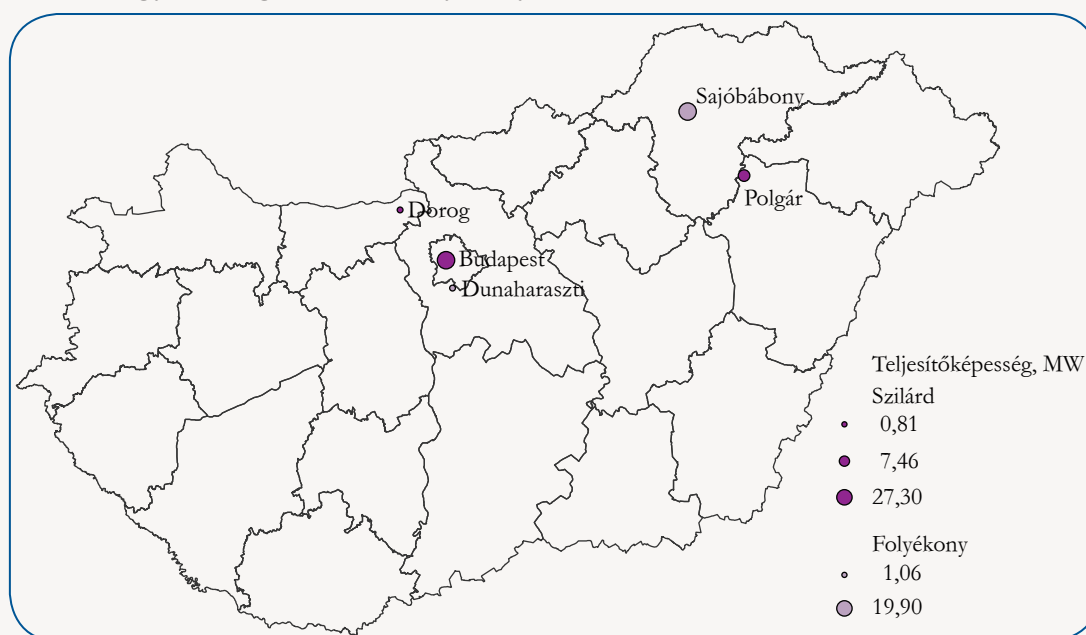 Sajóbábony
Polgár
Dorog
Budapest
Dunaharaszti
Teljesítőképesség, MW
Szilárd
0,81
7,46
27,30
Folyékony
1,06
19,90